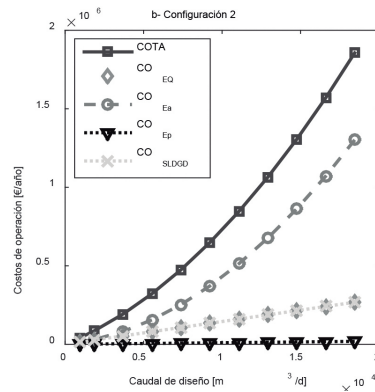 × 10^6
b- Configuración 2
2
1.5
1
0.5
0
COTA
CO EQ
CO Ea
CO Ep
CO SLDGD
Costos de operación [€/año]
0 0.5 1 1.5 2
Caudal de diseño [m^3/d]
× 10^4